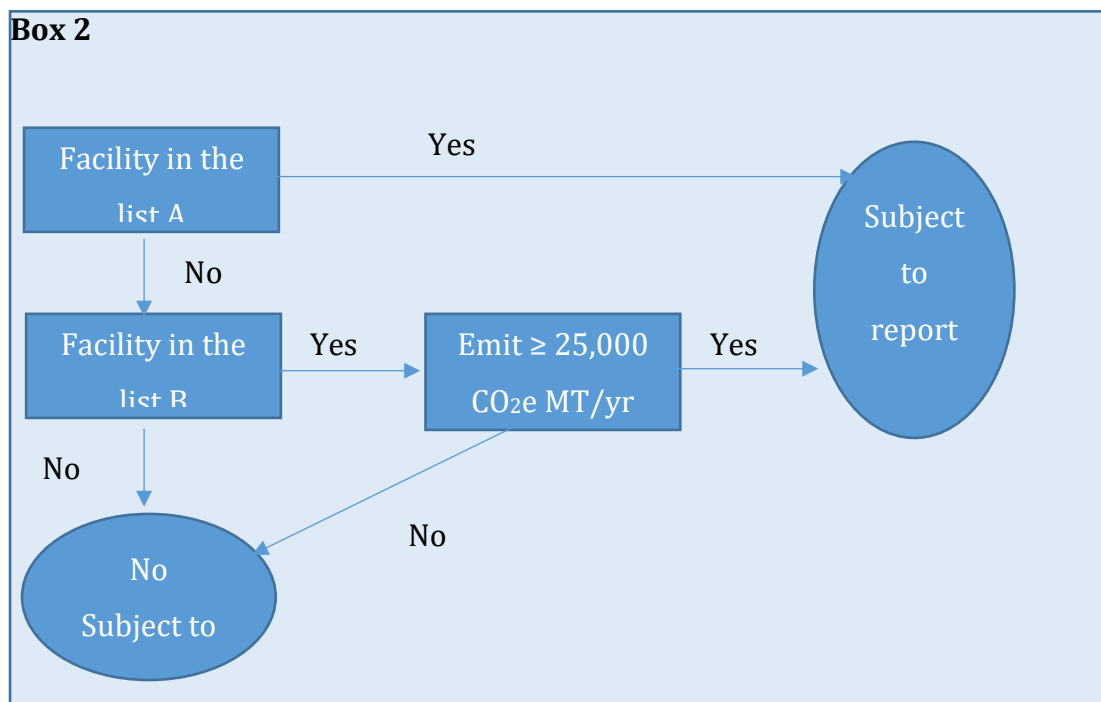 Box 2
Facility in the
list A
Yes
Subject
to
report
No
Facility in the
list B
Yes
Emit ≥ 25,000
CO₂e MT/yr
Yes
No
No
No
Subject to